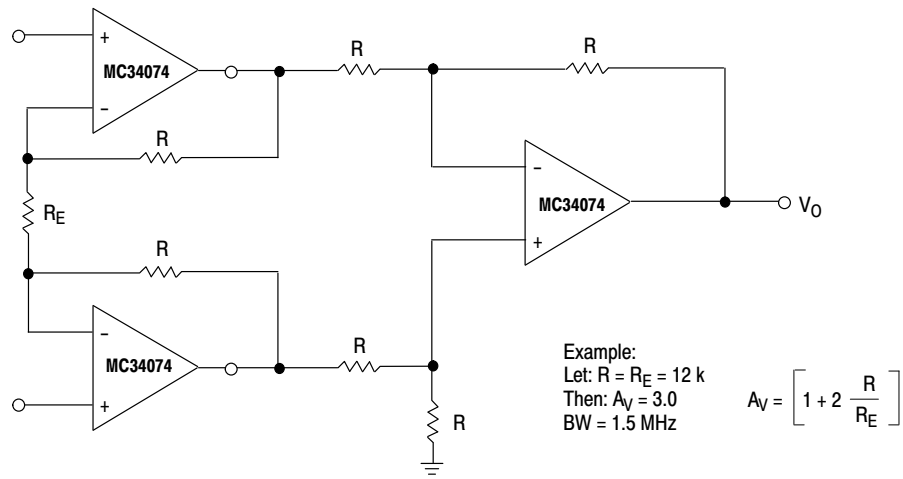 +
MC34074
−
R
R
R
R_E
R
−
MC34074
+
R
R
−
MC34074
+
V_O
Example:
Let: R = R_E = 12 k
Then: A_V = 3.0
BW = 1.5 MHz
A_V = [1 + 2 R/R_E]